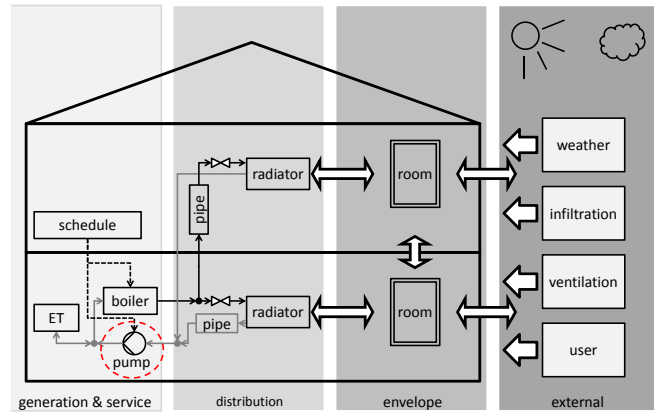 weather
radiator
room
pipe
infiltration
schedule
ventilation
boiler
ET
radiator
room
pipe
user
pump
generation & service
distribution
envelope
external